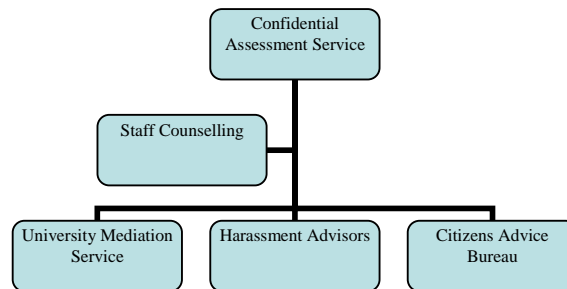 Confidential
Assessment Service
Staff Counselling
University Mediation
Service
Harassment Advisors
Citizens Advice
Bureau